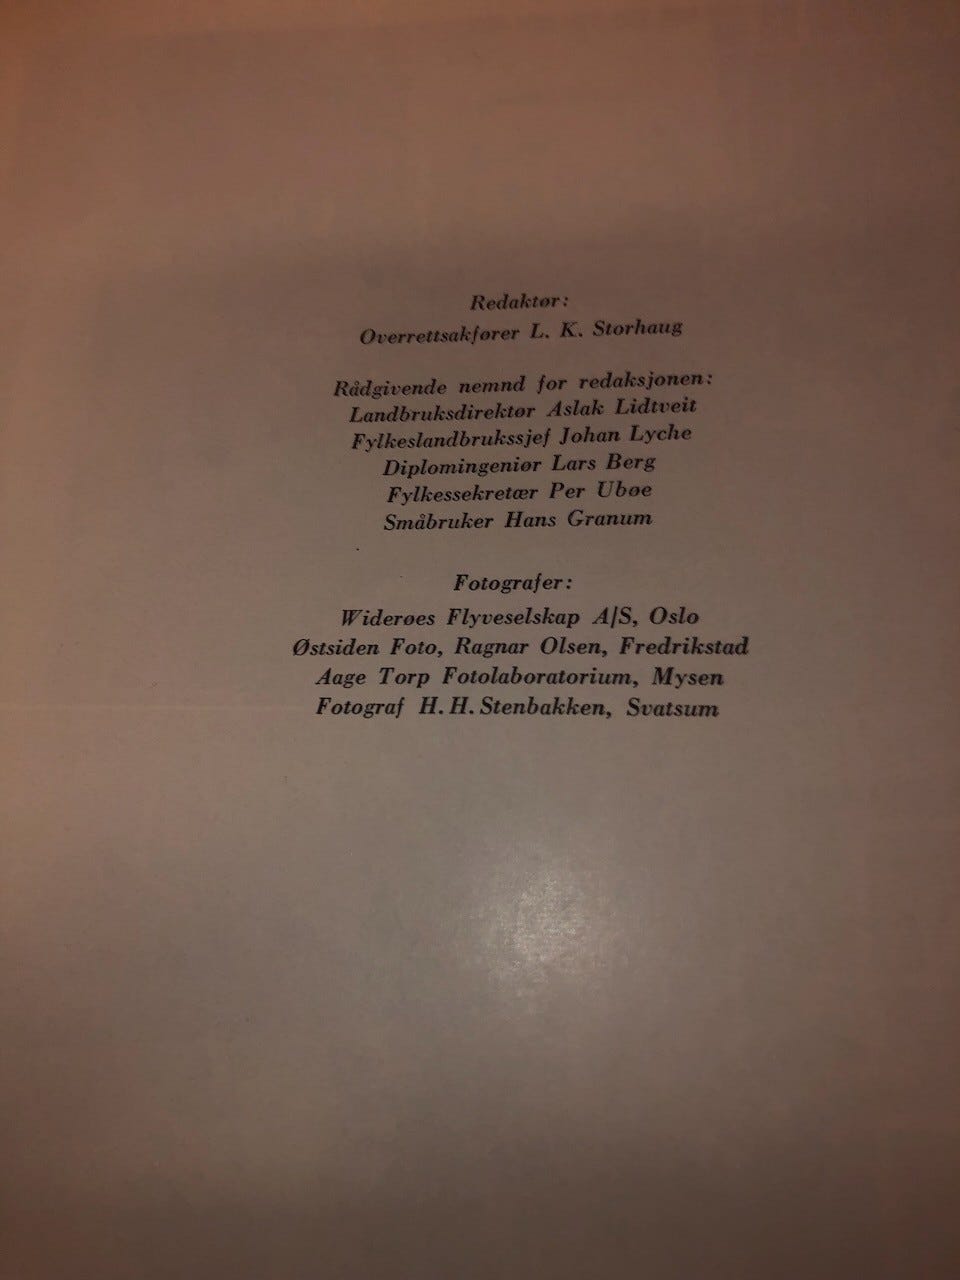 Redaktør:
Overrettsakfører L. K. Storhaug
Rådgivende nemnd for redaksjonen:
Landbruksdirektør Aslak Lidtveit
Fylkeslandbrukssjef Johan Lyche
Diplomingeniør Lars Berg
Fylkessekretær Per Ubøe
Småbruker Hans Granum
Fotografer:
Widerøes Flyveselskap A/S, Oslo
Østsiden Foto, Ragnar Olsen, Fredrikstad
Aage Torp Fotolaboratorium, Mysen
Fotograf H. H. Stenbakken, Svatsum